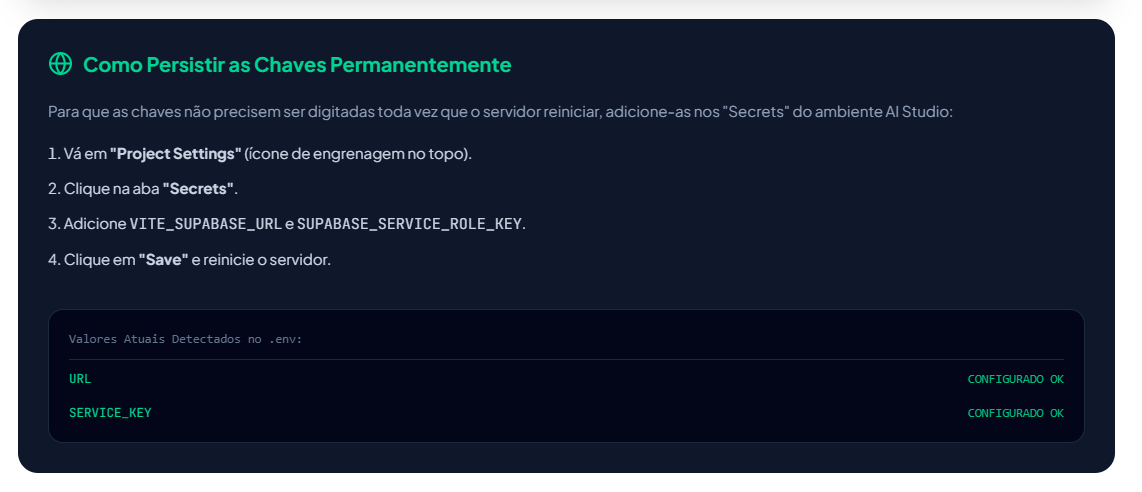 Como Persistir as Chaves Permanentemente
Para que as chaves não precisem ser digitadas toda vez que o servidor reiniciar, adicione-as nos "Secrets" do ambiente AI Studio:
1. Vá em "Project Settings" (ícone de engrenagem no topo).
2. Clique na aba "Secrets".
3. Adicione VITE_SUPABASE_URL e SUPABASE_SERVICE_ROLE_KEY.
4. Clique em "Save" e reinicie o servidor.
Valores Atuais Detectados no .env:
URL CONFIGURADO OK
SERVICE_KEY CONFIGURADO OK